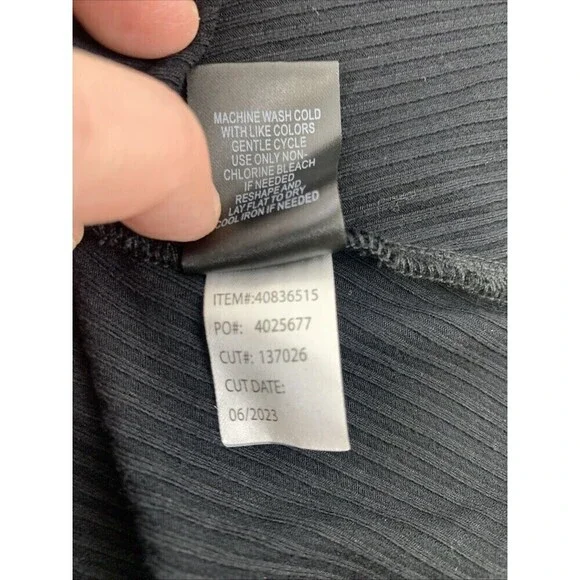 MACHINE WASH COLD
WITH LIKE COLORS
GENTLE CYCLE
USE ONLY NON-
CHLORINE BLEACH
IF NEEDED
RESHAPE AND
LAY FLAT TO DRY
COOL IRON IF NEEDED
ITEM#:40836515
PO#: 4025677
CUT#: 137026
CUT DATE:
06/2023